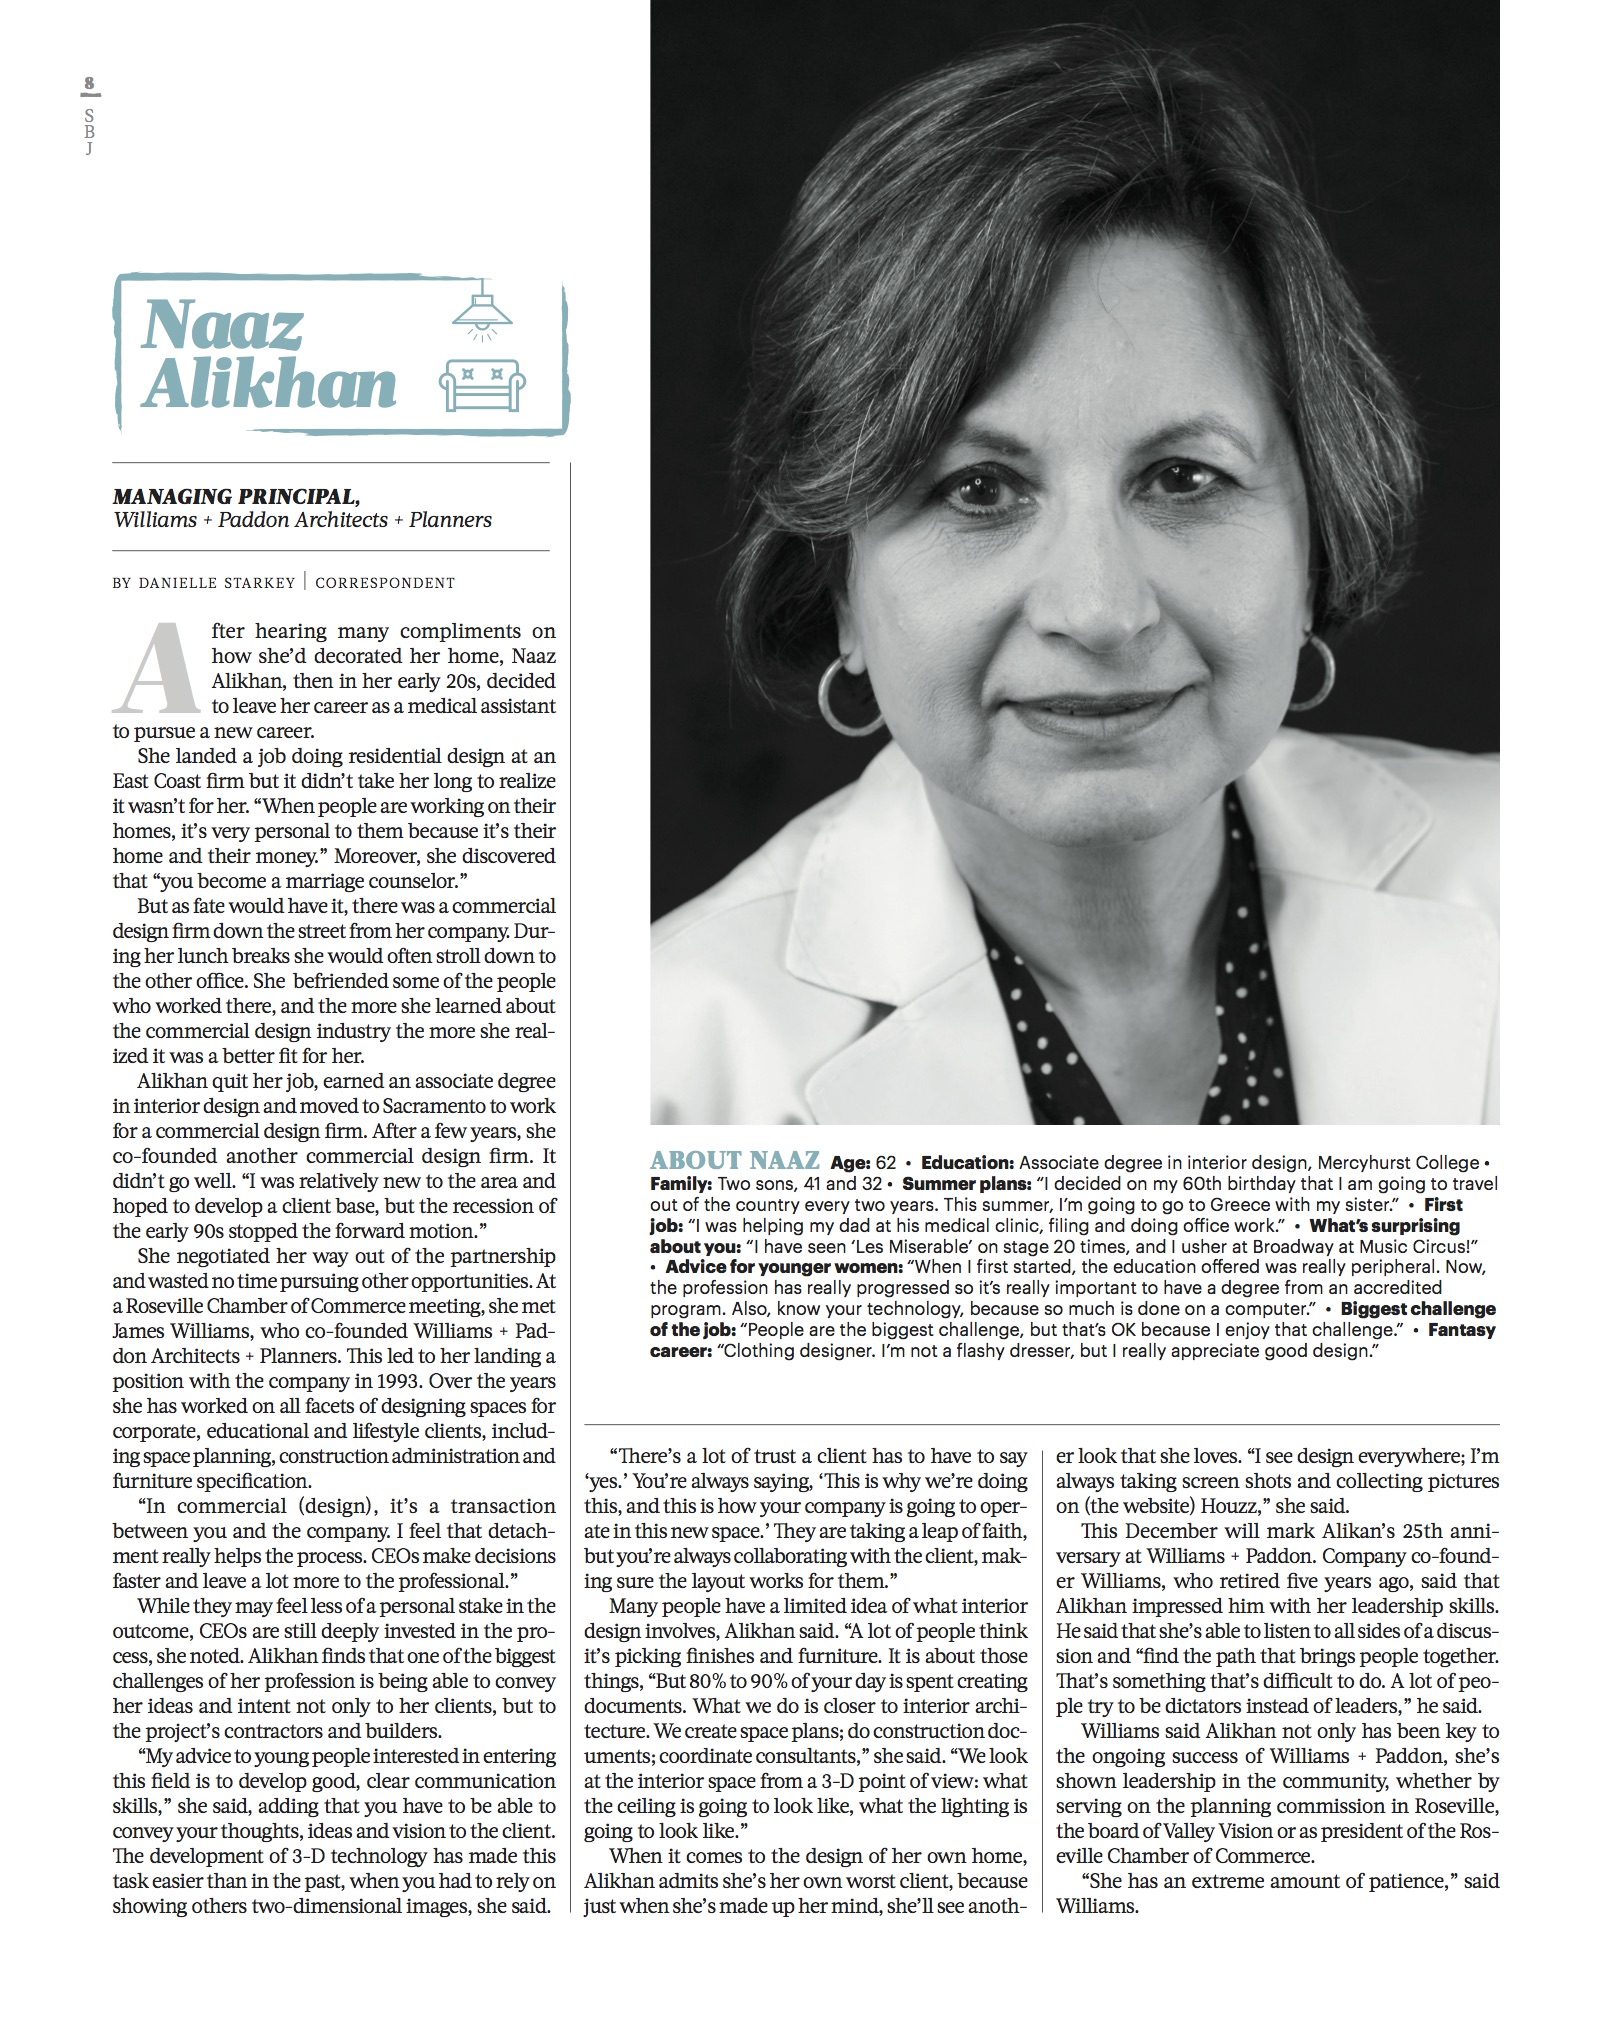 8
SBJ
Naaz
Alikhan
MANAGING PRINCIPAL,
Williams + Paddon Architects + Planners
BY DANIELLE STARKEY | CORRESPONDENT
After hearing many compliments on
how she’d decorated her home, Naaz
Alikhan, then in her early 20s, decided
to leave her career as a medical assistant
to pursue a new career.
She landed a job doing residential design at an
East Coast firm but it didn’t take her long to realize
it wasn’t for her. “When people are working on their
homes, it’s very personal to them because it’s their
home and their money.” Moreover, she discovered
that “you become a marriage counselor.”
But as fate would have it, there was a commercial
design firm down the street from her company. Dur-
ing her lunch breaks she would often stroll down to
the other office. She befriended some of the people
who worked there, and the more she learned about
the commercial design industry the more she real-
ized it was a better fit for her.
Alikhan quit her job, earned an associate degree
in interior design and moved to Sacramento to work
for a commercial design firm. After a few years, she
co-founded another commercial design firm. It
didn’t go well. “I was relatively new to the area and
hoped to develop a client base, but the recession of
the early 90s stopped the forward motion.”
She negotiated her way out of the partnership
and wasted no time pursuing other opportunities. At
a Roseville Chamber of Commerce meeting, she met
James Williams, who co-founded Williams + Pad-
don Architects + Planners. This led to her landing a
position with the company in 1993. Over the years
she has worked on all facets of designing spaces for
corporate, educational and lifestyle clients, includ-
ing space planning, construction administration and
furniture specification.
“In commercial (design), it’s a transaction
between you and the company. I feel that detach-
ment really helps the process. CEOs make decisions
faster and leave a lot more to the professional.”
While they may feel less of a personal stake in the
outcome, CEOs are still deeply invested in the pro-
cess, she noted. Alikhan finds that one of the biggest
challenges of her profession is being able to convey
her ideas and intent not only to her clients, but to
the project’s contractors and builders.
“My advice to young people interested in entering
this field is to develop good, clear communication
skills,” she said, adding that you have to be able to
convey your thoughts, ideas and vision to the client.
The development of 3-D technology has made this
task easier than in the past, when you had to rely on
showing others two-dimensional images, she said.
ABOUT NAAZ Age: 62 • Education: Associate degree in interior design, Mercyhurst College •
Family: Two sons, 41 and 32 • Summer plans: “I decided on my 60th birthday that I am going to travel
out of the country every two years. This summer, I’m going to go to Greece with my sister.” • First
job: “I was helping my dad at his medical clinic, filing and doing office work.” • What’s surprising
about you: “I have seen ‘Les Miserable’ on stage 20 times, and I usher at Broadway at Music Circus!”
• Advice for younger women: “When I first started, the education offered was really peripheral. Now,
the profession has really progressed so it’s really important to have a degree from an accredited
program. Also, know your technology, because so much is done on a computer.” • Biggest challenge
of the job: “People are the biggest challenge, but that’s OK because I enjoy that challenge.” • Fantasy
career: “Clothing designer. I’m not a flashy dresser, but I really appreciate good design.”
“There’s a lot of trust a client has to have to say
‘yes.’ You’re always saying, ‘This is why we’re doing
this, and this is how your company is going to oper-
ate in this new space.’ They are taking a leap of faith,
but you’re always collaborating with the client, mak-
ing sure the layout works for them.”
Many people have a limited idea of what interior
design involves, Alikhan said. “A lot of people think
it’s picking finishes and furniture. It is about those
things, “But 80% to 90% of your day is spent creating
documents. What we do is closer to interior archi-
tecture. We create space plans; do construction doc-
uments; coordinate consultants,” she said. “We look
at the interior space from a 3-D point of view: what
the ceiling is going to look like, what the lighting is
going to look like.”
When it comes to the design of her own home,
Alikhan admits she’s her own worst client, because
just when she’s made up her mind, she’ll see anoth-
er look that she loves. “I see design everywhere; I’m
always taking screen shots and collecting pictures
on (the website) Houzz,” she said.
This December will mark Alikan’s 25th anni-
versary at Williams + Paddon. Company co-found-
er Williams, who retired five years ago, said that
Alikhan impressed him with her leadership skills.
He said that she’s able to listen to all sides of a discus-
sion and “find the path that brings people together.
That’s something that’s difficult to do. A lot of peo-
ple try to be dictators instead of leaders,” he said.
Williams said Alikhan not only has been key to
the ongoing success of Williams + Paddon, she’s
shown leadership in the community, whether by
serving on the planning commission in Roseville,
the board of Valley Vision or as president of the Ros-
eville Chamber of Commerce.
“She has an extreme amount of patience,” said
Williams.